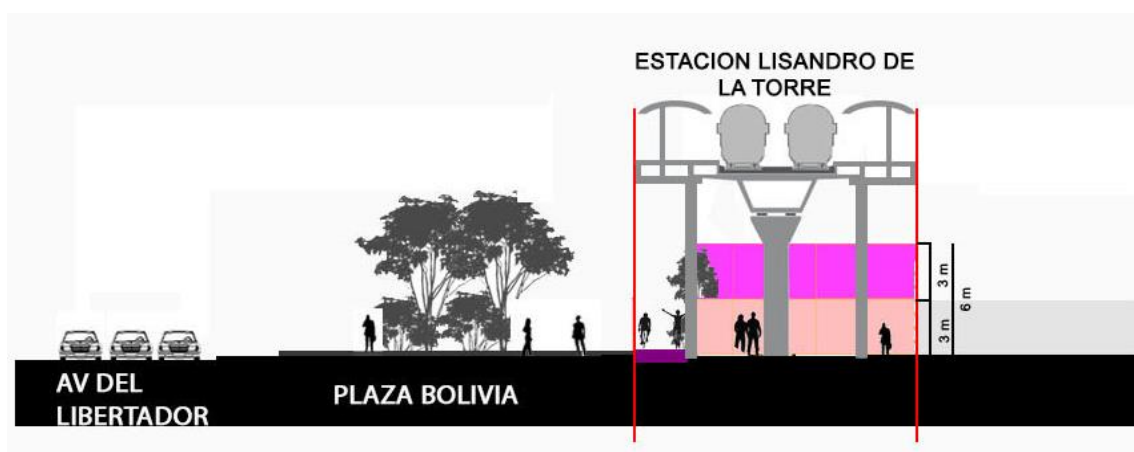 ESTACION LISANDRO DE
LA TORRE
3 m
6 m
3 m
AV DEL
LIBERTADOR
PLAZA BOLIVIA